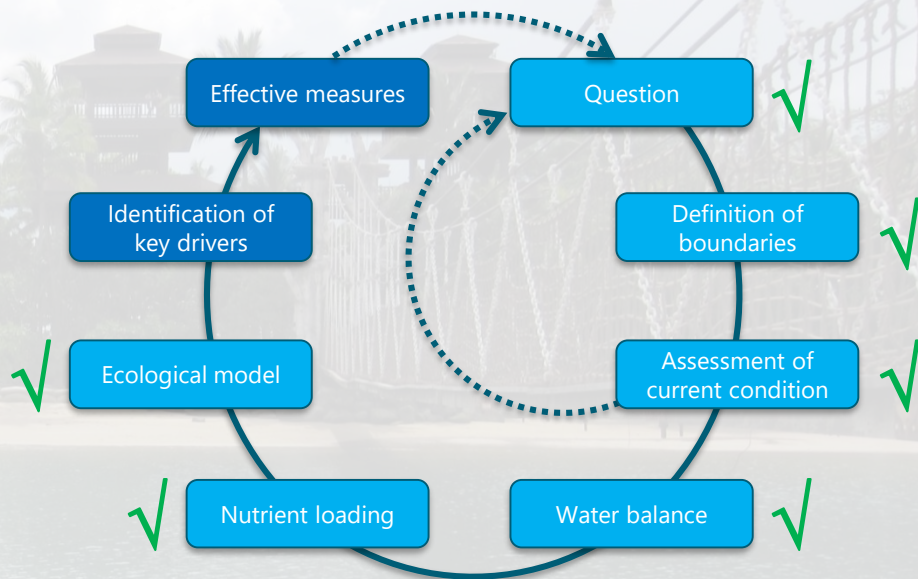 Effective measures
Question
Identification of
key drivers
Definition of
boundaries
Ecological model
Assessment of
current condition
Nutrient loading
Water balance